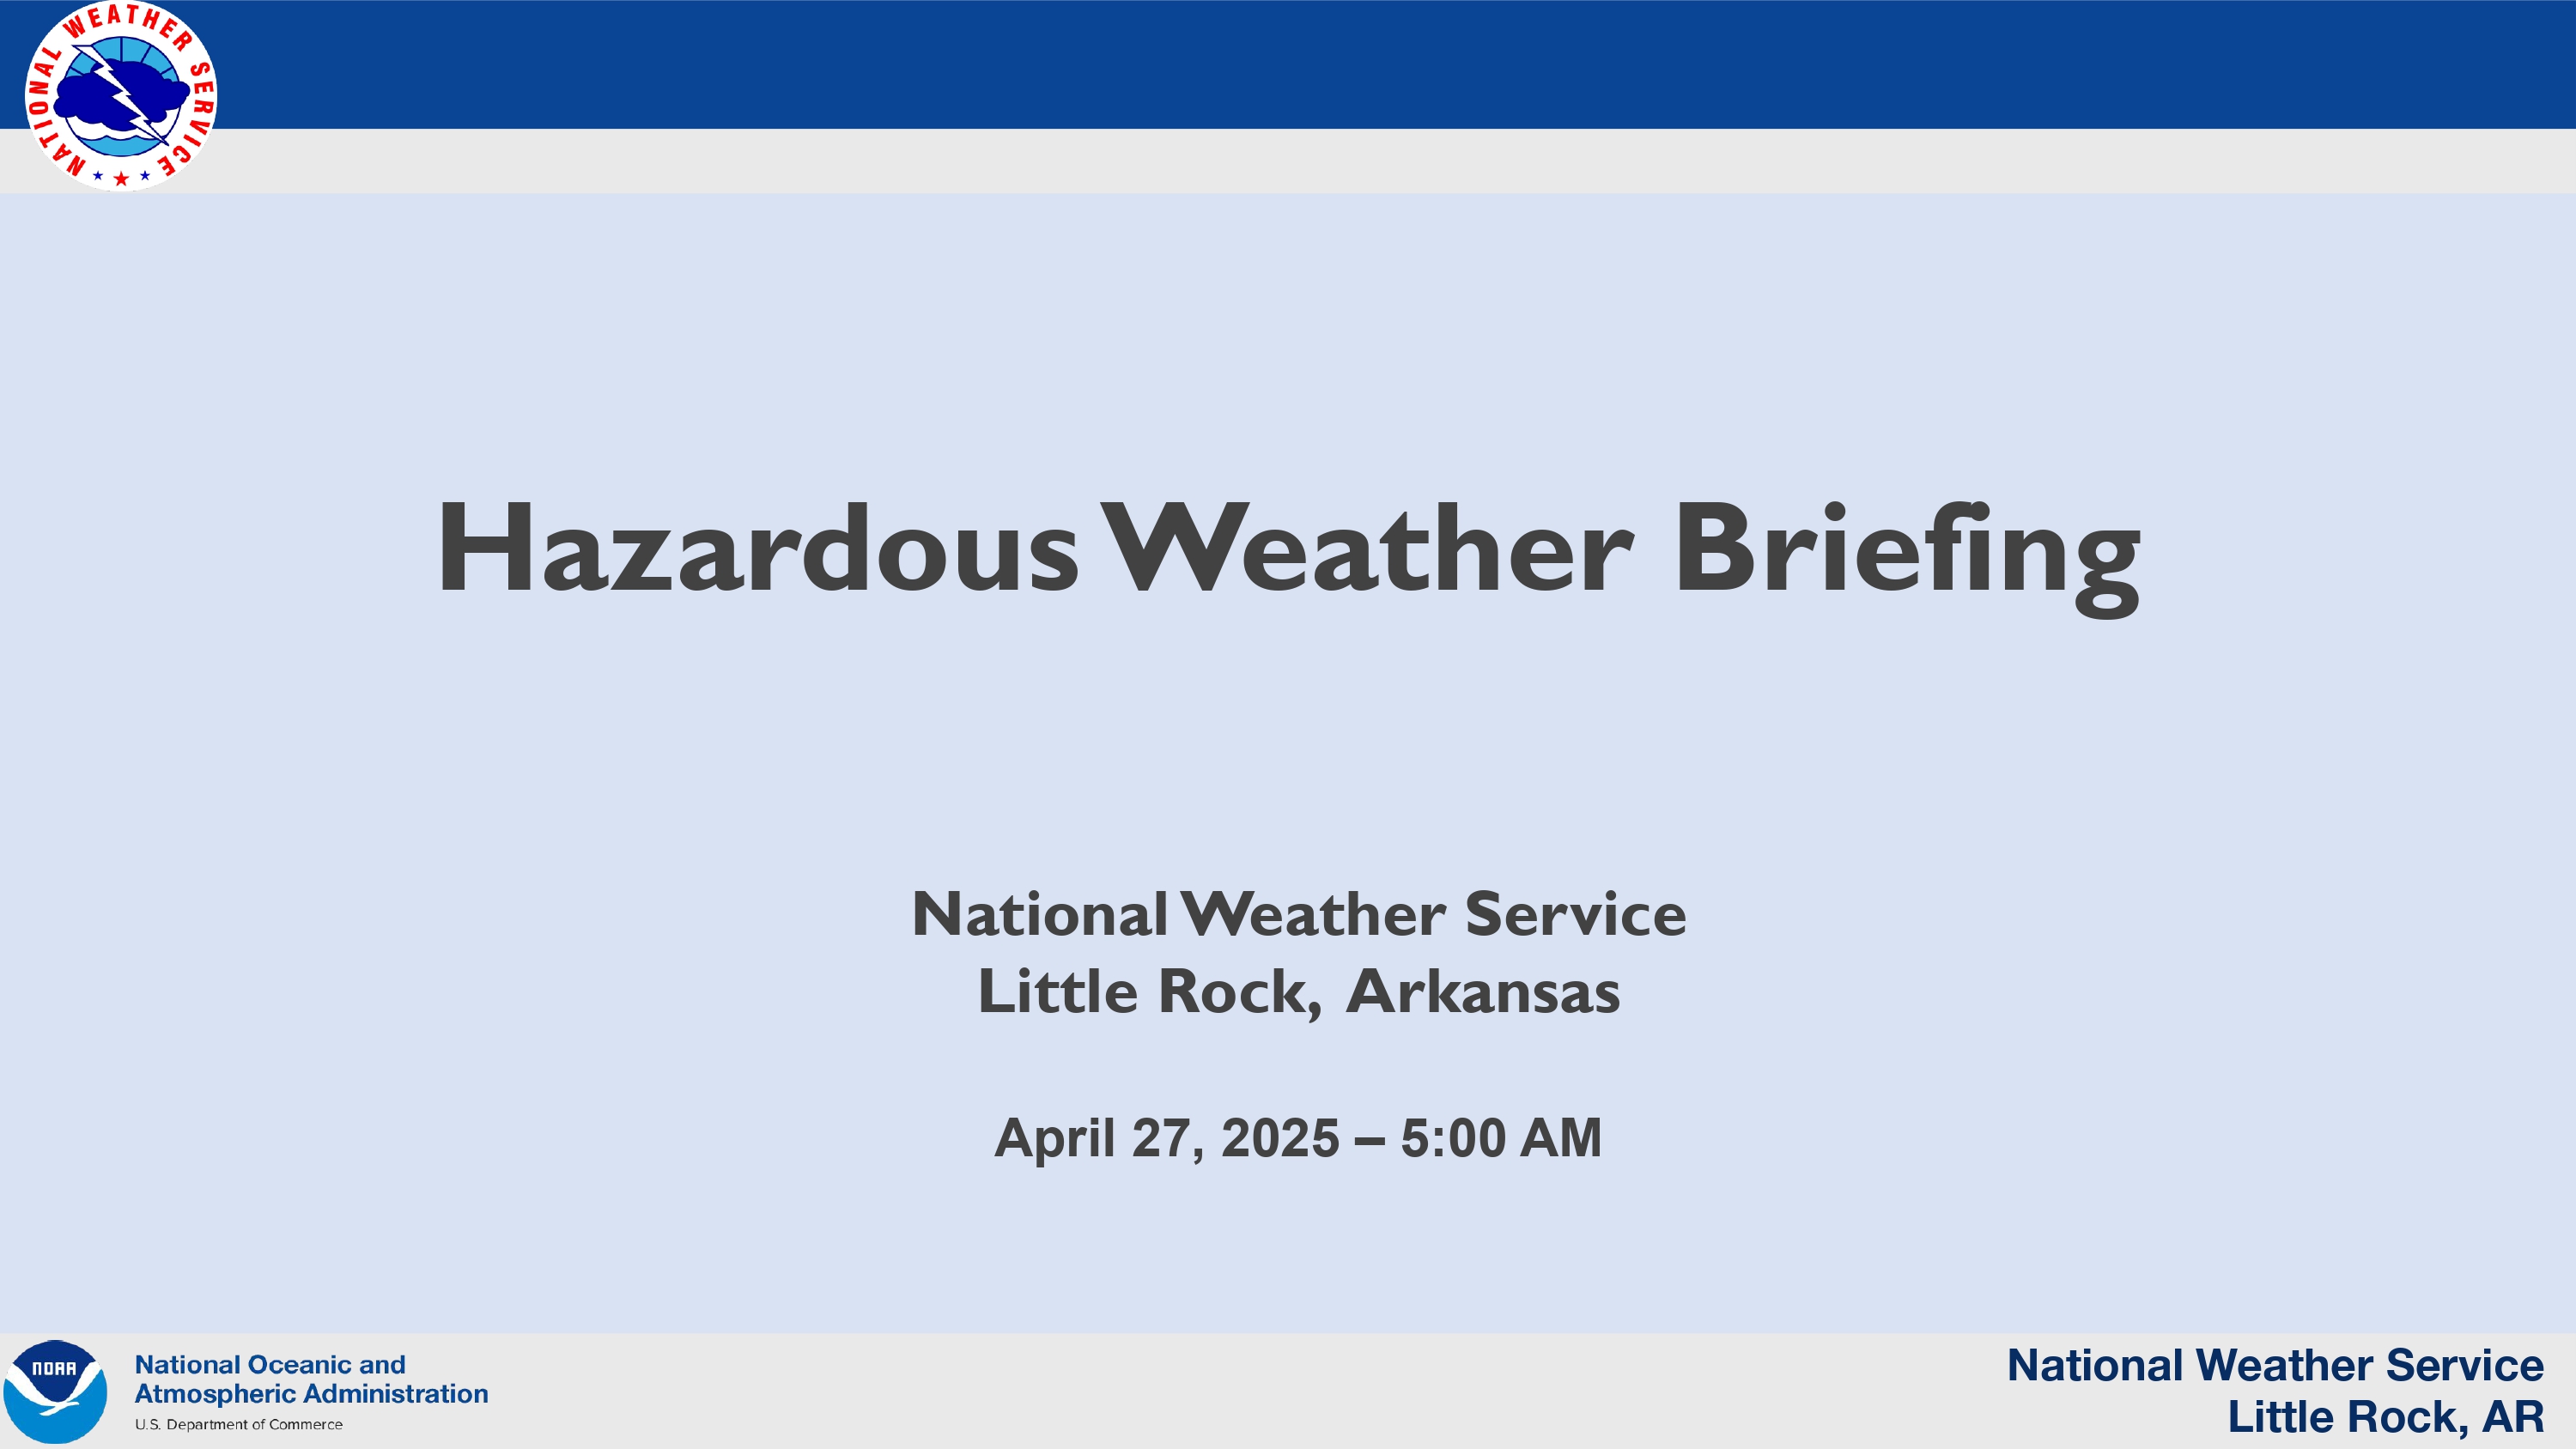 NATIONAL WEATHER SERVICE
Hazardous Weather Briefing
National Weather Service
Little Rock, Arkansas
April 27, 2025 – 5:00 AM
NOAA
National Oceanic and
Atmospheric Administration
U.S. Department of Commerce
National Weather Service
Little Rock, AR